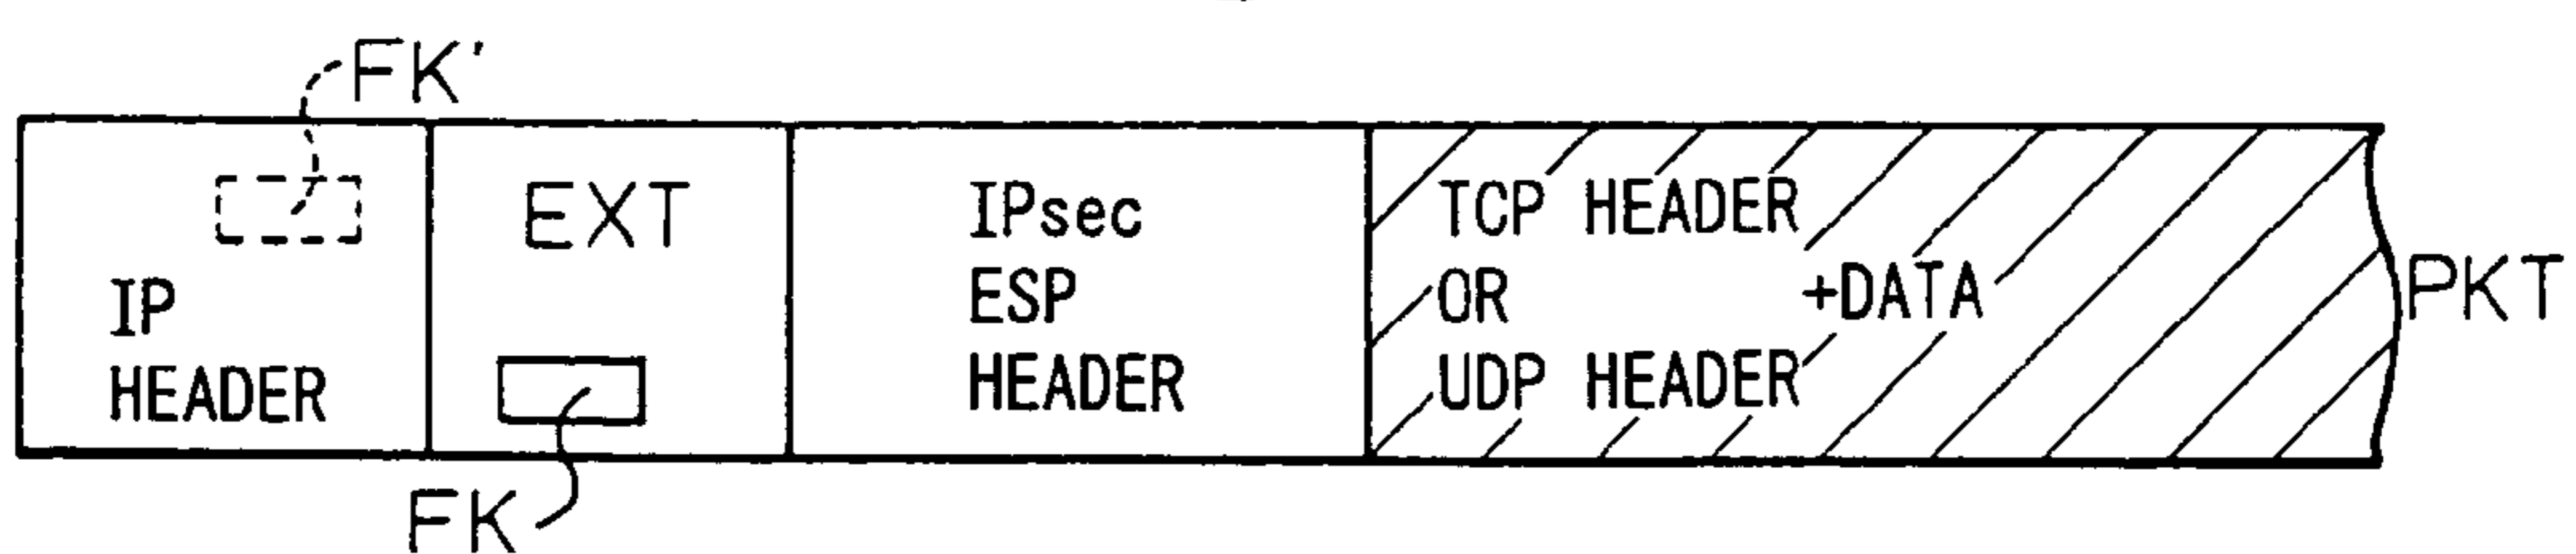 FK'
IP
HEADER
EXT
IPsec
ESP
HEADER
TCP HEADER
OR +DATA
UDP HEADER
PKT
FK